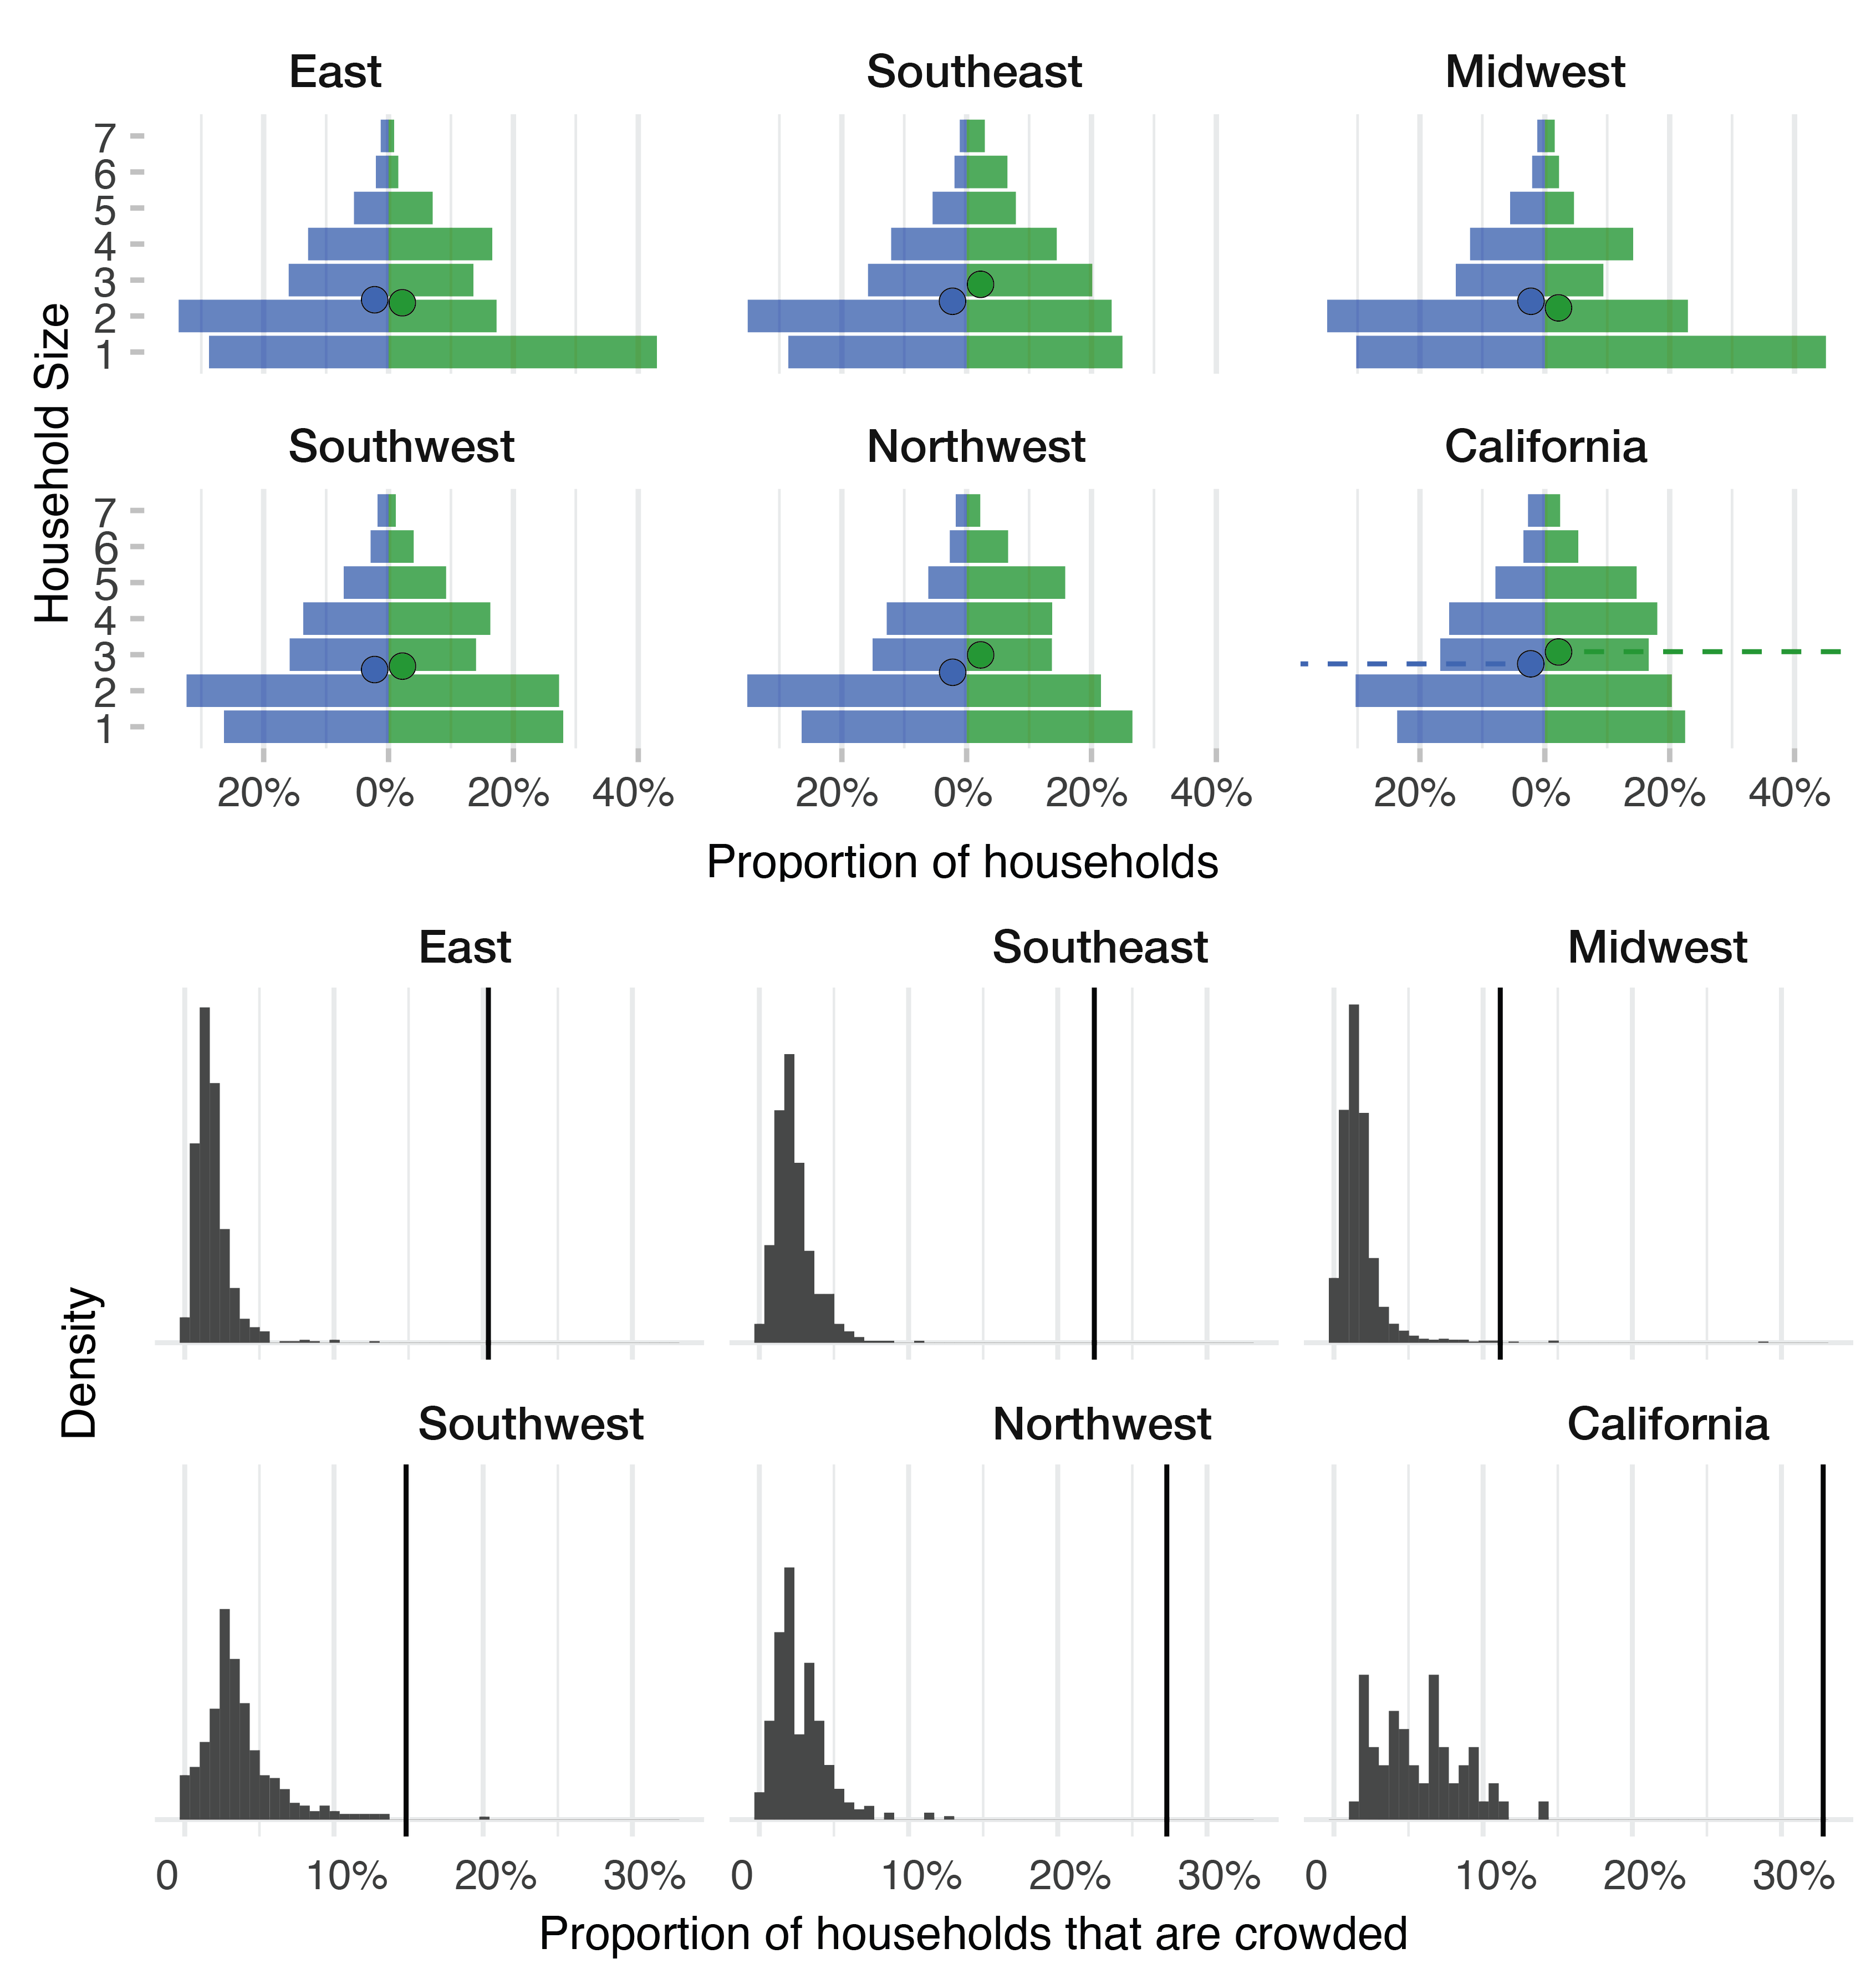 East Southeast Midwest
7
6
5
4
3
2
1
Household Size
Southwest Northwest California
7
6
5
4
3
2
1
20% 0% 20% 40% 20% 0% 20% 40% 20% 0% 20% 40%
Proportion of households
East Southeast Midwest
Density
Southwest Northwest California
0 10% 20% 30% 0 10% 20% 30% 0 10% 20% 30%
Proportion of households that are crowded